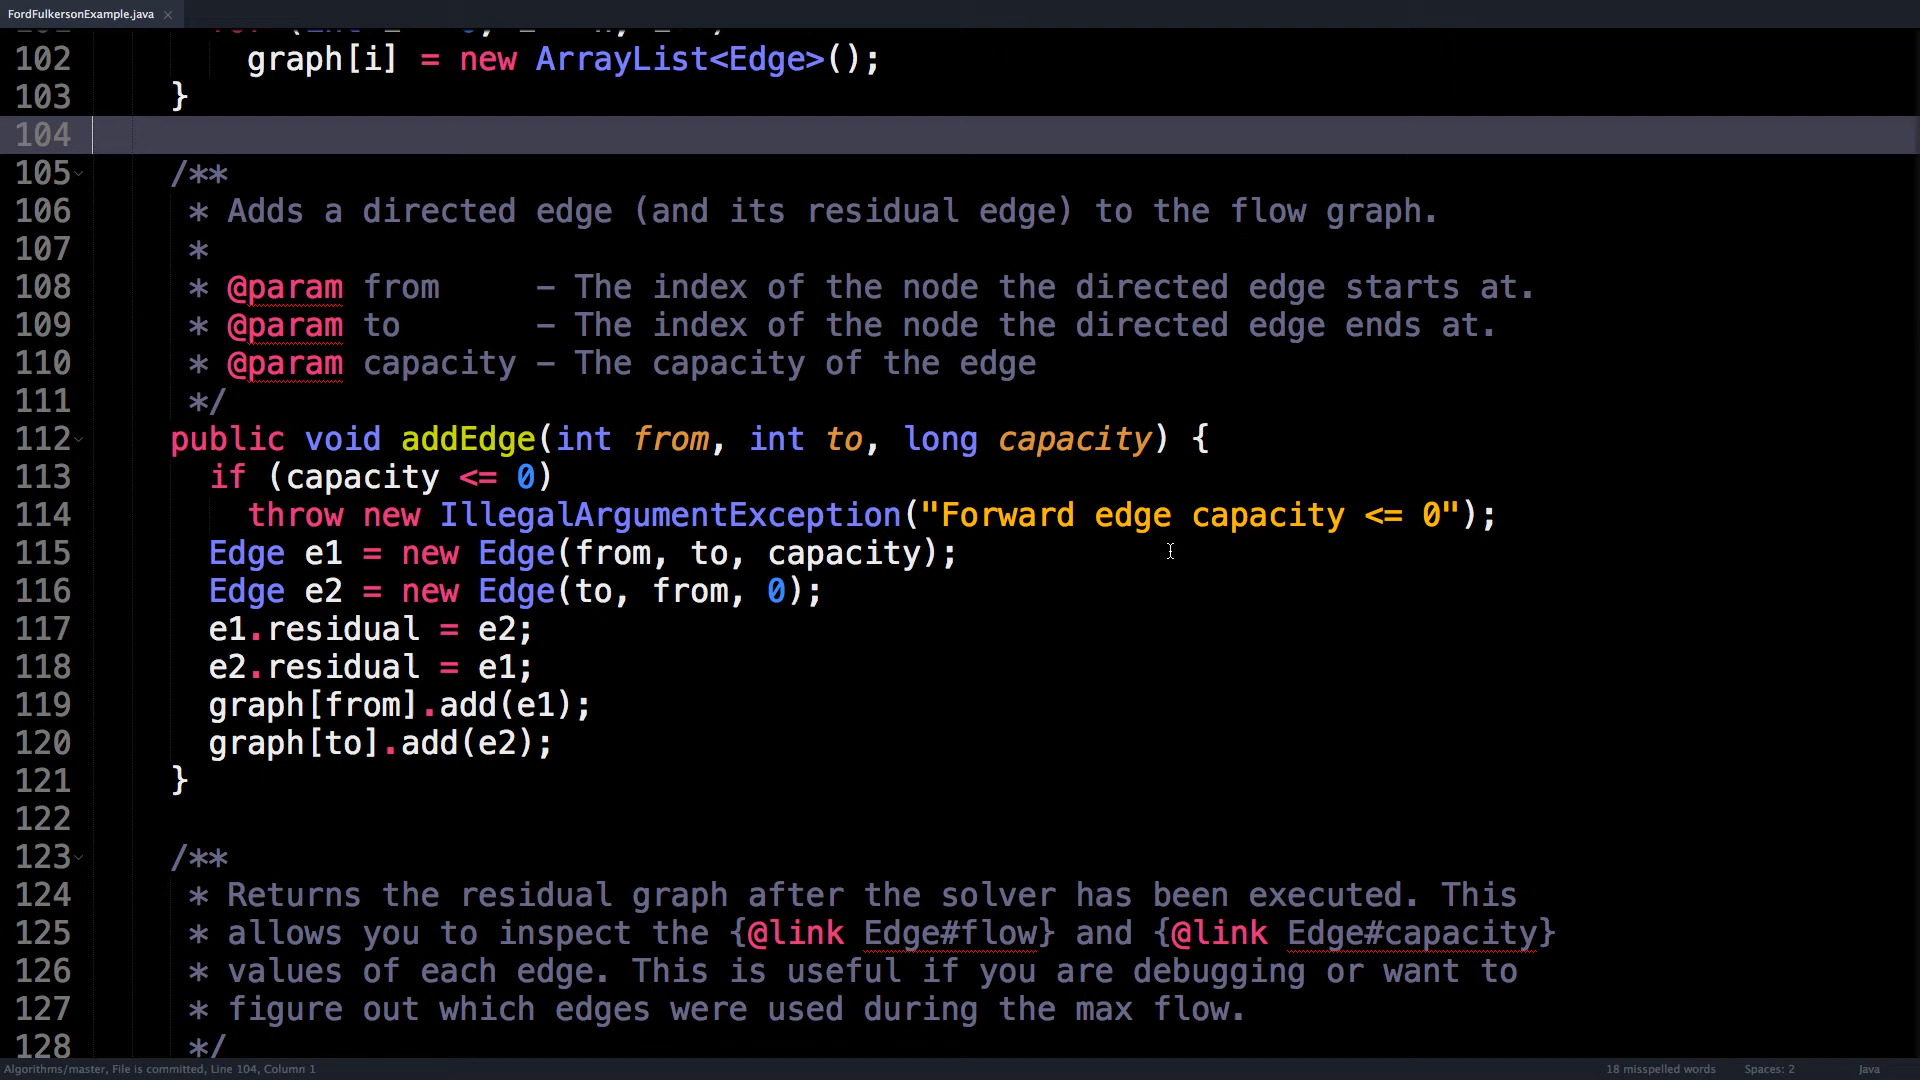 FordFulkersonExample.java ×
102 graph[i] = new ArrayList<Edge>();
103 }
104
105 /**
106 * Adds a directed edge (and its residual edge) to the flow graph.
107 *
108 * @param from     – The index of the node the directed edge starts at.
109 * @param to       – The index of the node the directed edge ends at.
110 * @param capacity – The capacity of the edge
111 */
112 public void addEdge(int from, int to, long capacity) {
113 if (capacity <= 0)
114 throw new IllegalArgumentException("Forward edge capacity <= 0");
115 Edge e1 = new Edge(from, to, capacity);
116 Edge e2 = new Edge(to, from, 0);
117 e1.residual = e2;
118 e2.residual = e1;
119 graph[from].add(e1);
120 graph[to].add(e2);
121 }
122
123 /**
124 * Returns the residual graph after the solver has been executed. This
125 * allows you to inspect the {@link Edge#flow} and {@link Edge#capacity}
126 * values of each edge. This is useful if you are debugging or want to
127 * figure out which edges were used during the max flow.
128 */
Algorithms/master, File is committed, Line 104, Column 1 18 misspelled words Spaces: 2 Java